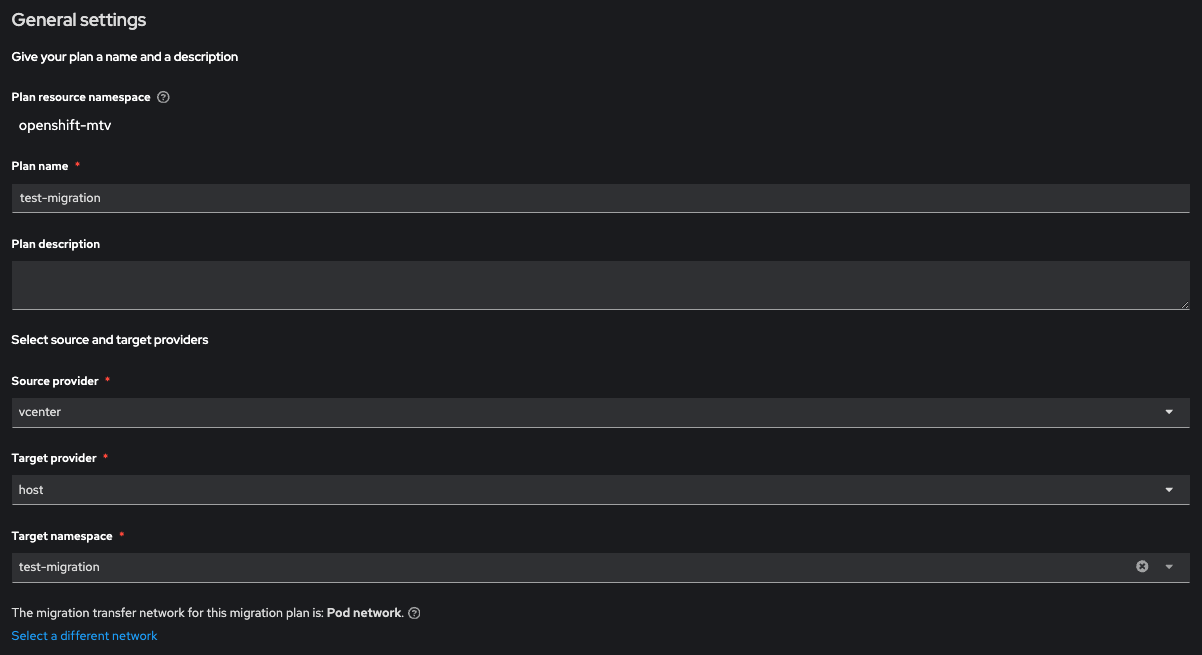 General settings
Give your plan a name and a description
Plan resource namespace
openshift-mtv
Plan name *
test-migration
Plan description
Select source and target providers
Source provider *
vcenter
Target provider *
host
Target namespace *
test-migration
The migration transfer network for this migration plan is: Pod network.
Select a different network